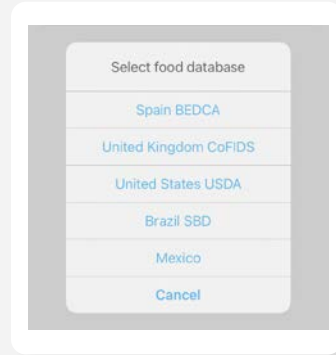 Select food database
Spain BEDCA
United Kingdom CoFIDS
United States USDA
Brazil SBD
Mexico
Cancel